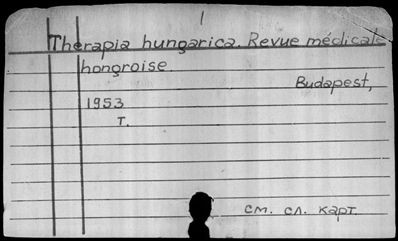 1
Therapia hungarica. Revue médicale
hongroise.
Budapest,
1953
т.
см. сл. карт.